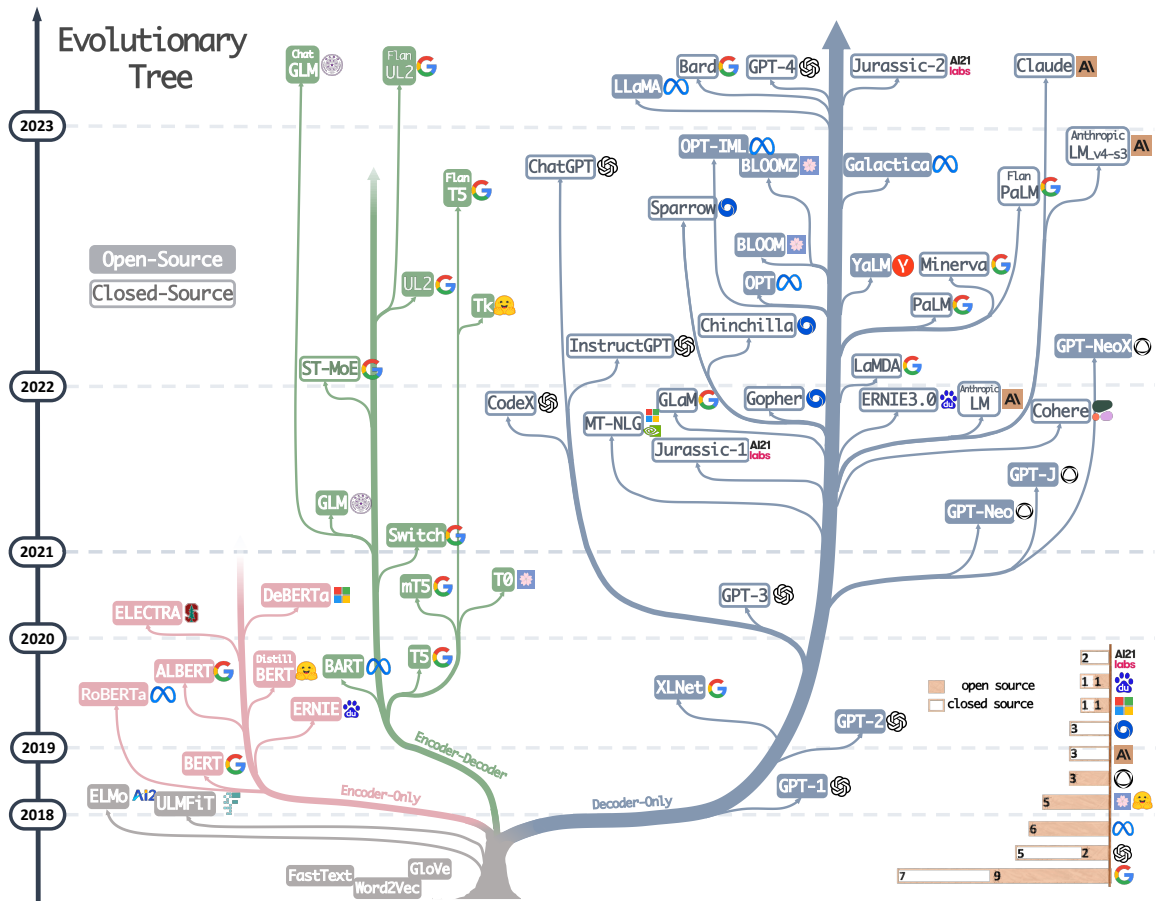 Evolutionary
Tree
2023
2022
2021
2020
2019
2018
Open-Source
Closed-Source
Chat
GLM
Flan
UL2
Flan
T5
UL2
Tk
ST-MoE
GLM
Switch
mT5
T0
T5
BART
Encoder-Decoder
DeBERTa
ELECTRA
ALBERT
Distill
BERT
RoBERTa
ERNIE
du
BERT
Encoder-Only
ELMo
AI2
ULMFiT
FastText
GloVe
Word2Vec
Decoder-Only
LLaMA
Bard
GPT-4
Jurassic-2
AI21
labs
Claude
A\
OPT-IML
BLOOMZ
Galactica
Anthropic
LM_v4-s3
A\
ChatGPT
Flan
PaLM
Sparrow
BLOOM
YaLM
Minerva
OPT
PaLM
Chinchilla
InstructGPT
GPT-NeoX
LaMDA
CodeX
GLaM
Gopher
ERNIE3.0
du
Anthropic
LM
A\
Cohere
MT-NLG
Jurassic-1
AI21
labs
GPT-J
GPT-Neo
GPT-3
XLNet
GPT-2
GPT-1
open source
closed source
2
AI21
labs
1 1
du
1 1
3
3
A\
3
5
6
5 2
7 9